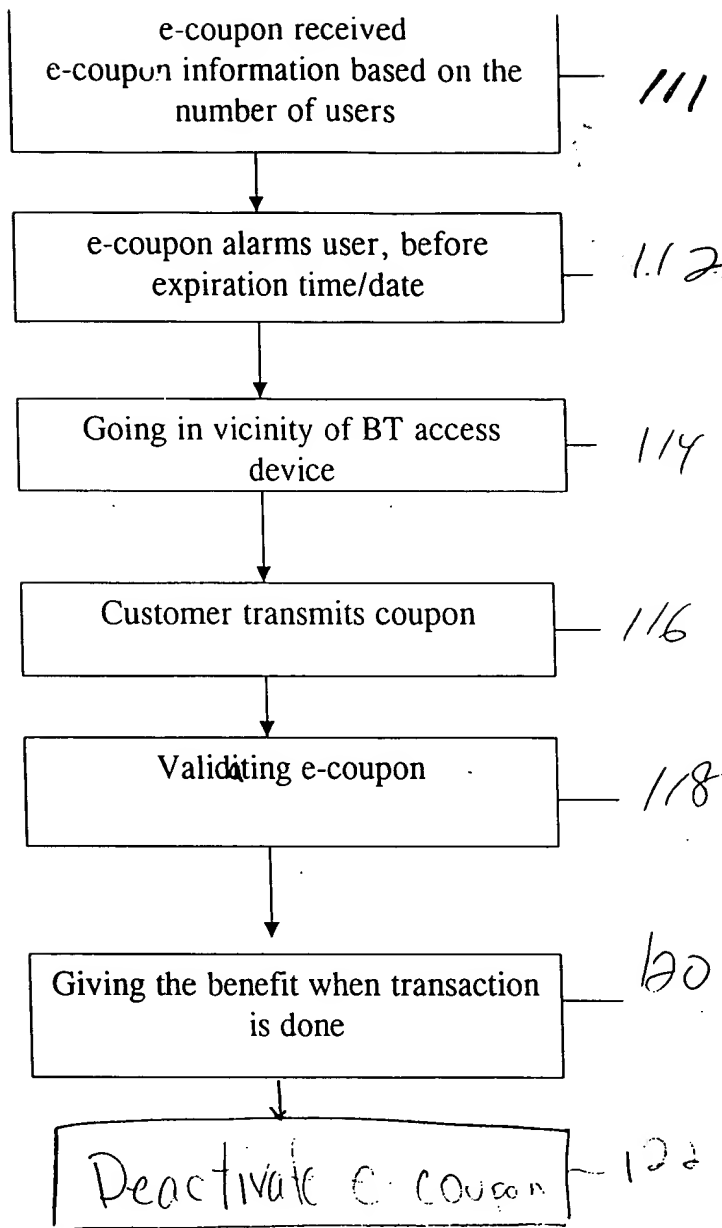 e-coupon received
e-coupon information based on the
number of users
111
e-coupon alarms user, before
expiration time/date
112
Going in vicinity of BT access
device
114
Customer transmits coupon
116
Validating e-coupon
118
Giving the benefit when transaction
is done
120
Deactivate e-coupon
122